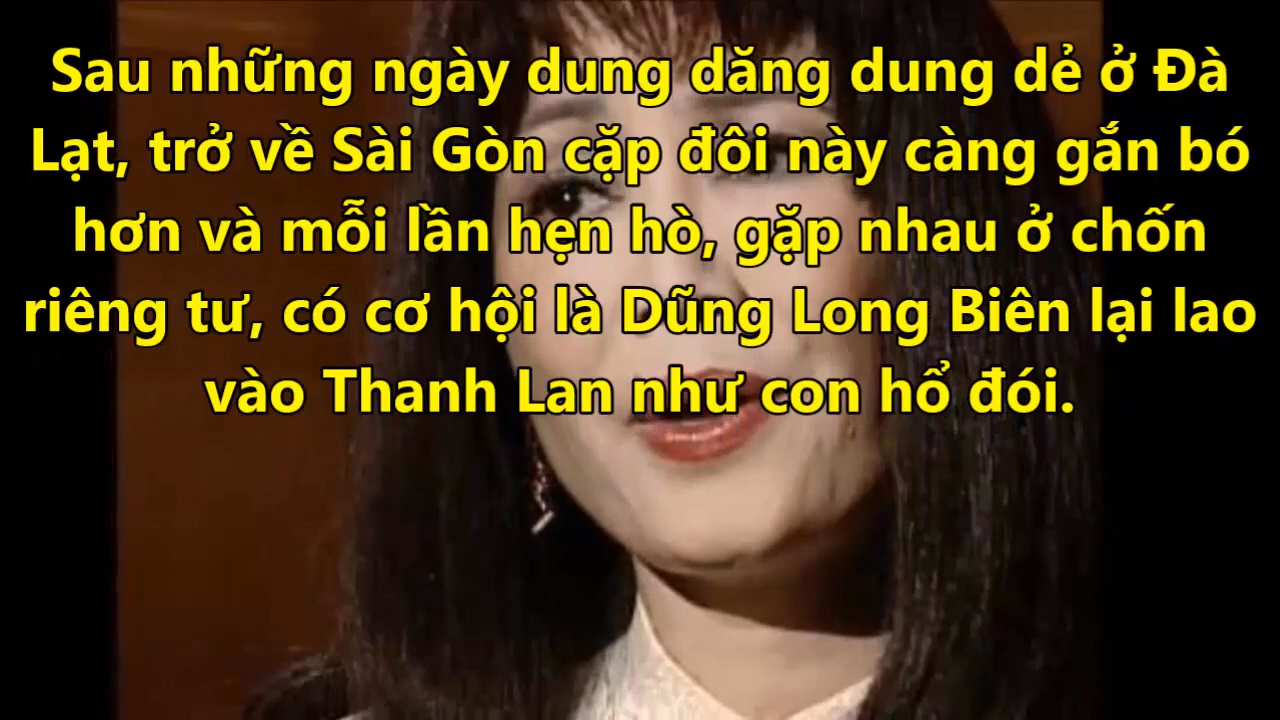 Sau những ngày dung dăng dung dẻ ở Đà
Lạt, trở về Sài Gòn cặp đôi này càng gắn bó
hơn và mỗi lần hẹn hò, gặp nhau ở chốn
riêng tư, có cơ hội là Dũng Long Biên lại lao
vào Thanh Lan như con hổ đói.